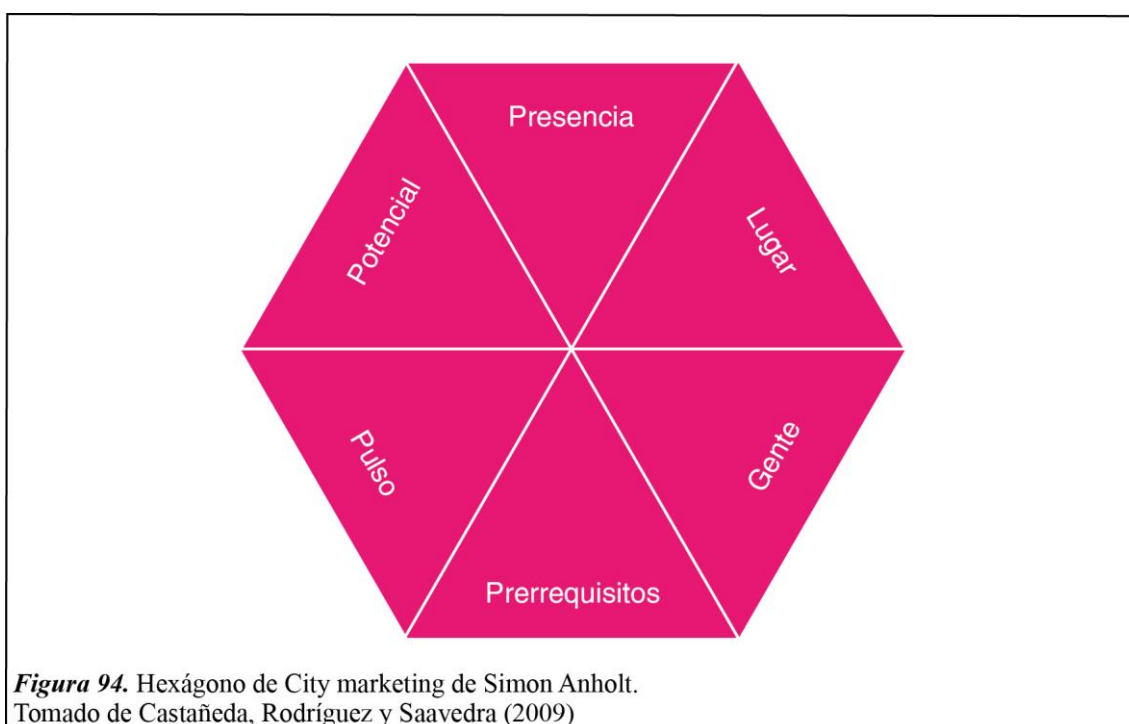 Presencia
Potencial
Lugar
Pulso
Gente
Prerrequisitos
Figura 94. Hexágono de City marketing de Simon Anholt.
Tomado de Castañeda, Rodríguez y Saavedra (2009)